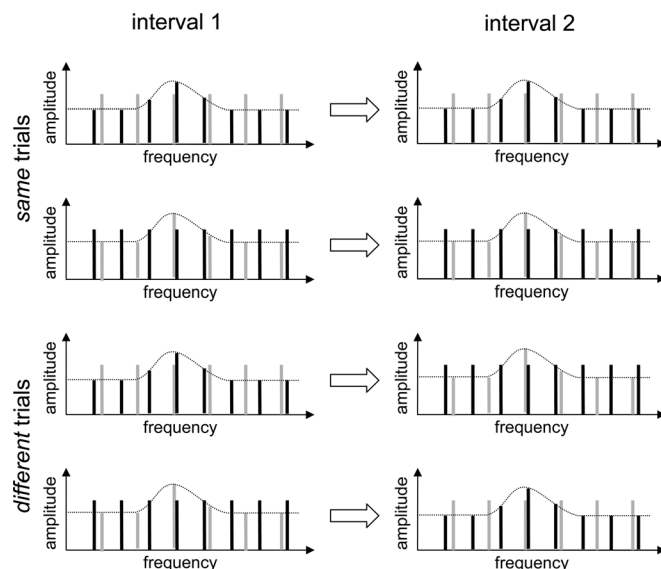 interval 1
interval 2
same trials
amplitude
frequency
amplitude
frequency
amplitude
frequency
amplitude
frequency
different trials
amplitude
frequency
amplitude
frequency
amplitude
frequency
amplitude
frequency